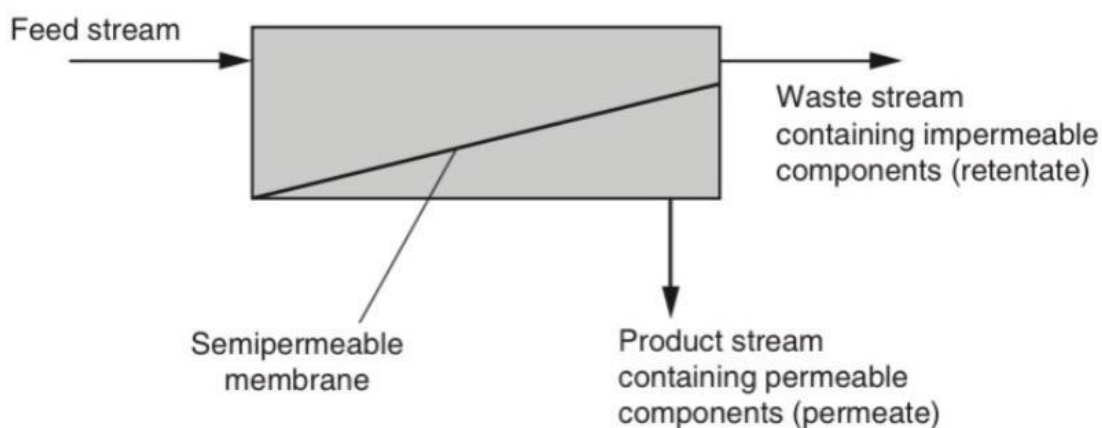 Feed stream
Waste stream
containing impermeable
components (retentate)
Semipermeable
membrane
Product stream
containing permeable
components (permeate)